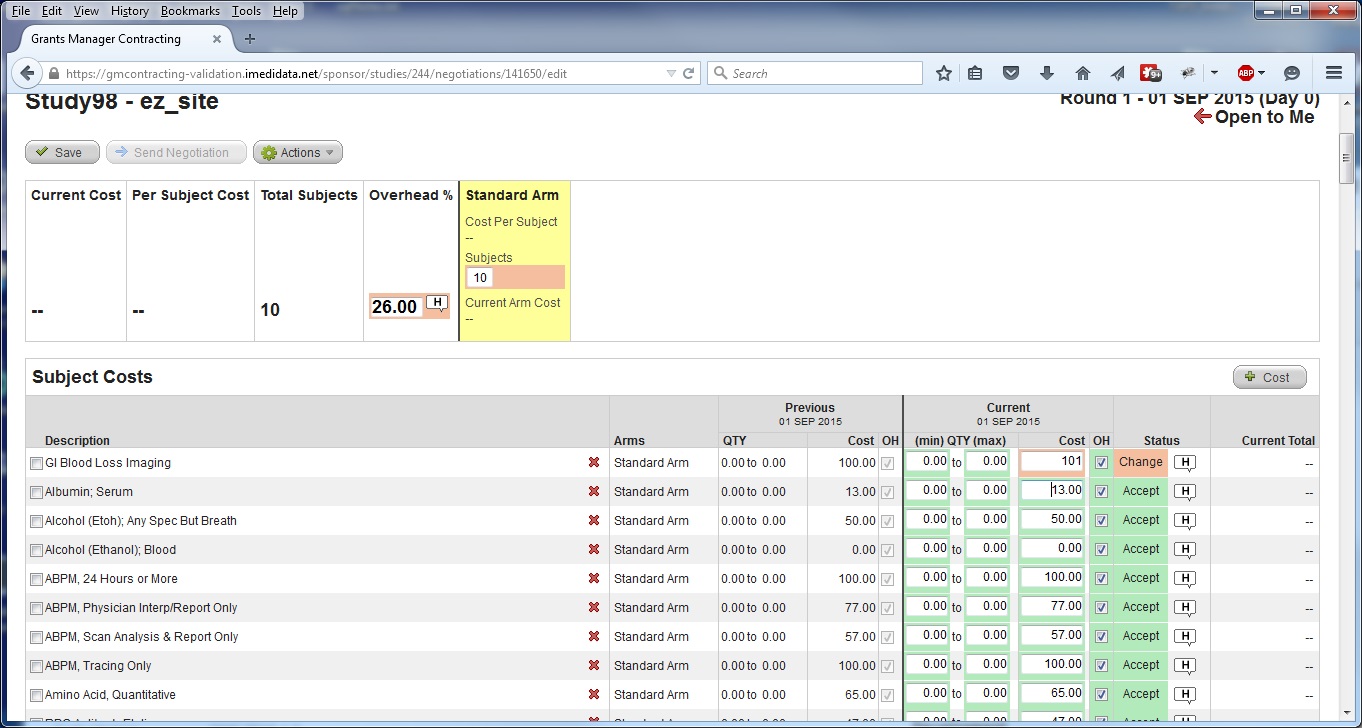 File Edit View History Bookmarks Tools Help
Grants Manager Contracting
https://gmcontracting-validation.imedidata.net/sponsor/studies/244/negotiations/141650/edit Search 9+ ABP
Study98 - ez_site Round 1 - 01 SEP 2015 (Day 0)
Open to Me
Save Send Negotiation Actions
Current Cost Per Subject Cost Total Subjects Overhead % Standard Arm
Cost Per Subject
--
Subjects
10
Current Arm Cost
-- -- 10 26.00 H --
Subject Costs Cost
Previous Current
01 SEP 2015 01 SEP 2015
Description Arms QTY Cost OH (min) QTY (max) Cost OH Status Current Total
GI Blood Loss Imaging Standard Arm 0.00 to 0.00 100.00 0.00 to 0.00 101 Change H --
Albumin; Serum Standard Arm 0.00 to 0.00 13.00 0.00 to 0.00 13.00 Accept H --
Alcohol (Etoh); Any Spec But Breath Standard Arm 0.00 to 0.00 50.00 0.00 to 0.00 50.00 Accept H --
Alcohol (Ethanol); Blood Standard Arm 0.00 to 0.00 0.00 0.00 to 0.00 0.00 Accept H --
ABPM, 24 Hours or More Standard Arm 0.00 to 0.00 100.00 0.00 to 0.00 100.00 Accept H --
ABPM, Physician Interp/Report Only Standard Arm 0.00 to 0.00 77.00 0.00 to 0.00 77.00 Accept H --
ABPM, Scan Analysis & Report Only Standard Arm 0.00 to 0.00 57.00 0.00 to 0.00 57.00 Accept H --
ABPM, Tracing Only Standard Arm 0.00 to 0.00 100.00 0.00 to 0.00 100.00 Accept H --
Amino Acid, Quantitative Standard Arm 0.00 to 0.00 65.00 0.00 to 0.00 65.00 Accept H --